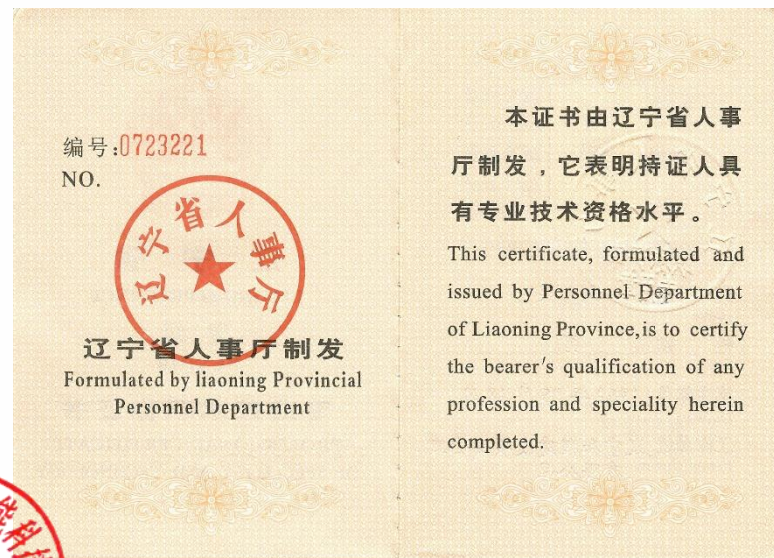 编号:0723221
NO.
辽宁省人事厅
辽宁省人事厅制发
Formulated by liaoning Provincial
Personnel Department
本证书由辽宁省人事
厅制发，它表明持证人具
有专业技术资格水平。
This certificate, formulated and
issued by Personnel Department
of Liaoning Province,is to certify
the bearer's qualification of any
profession and speciality herein
completed.